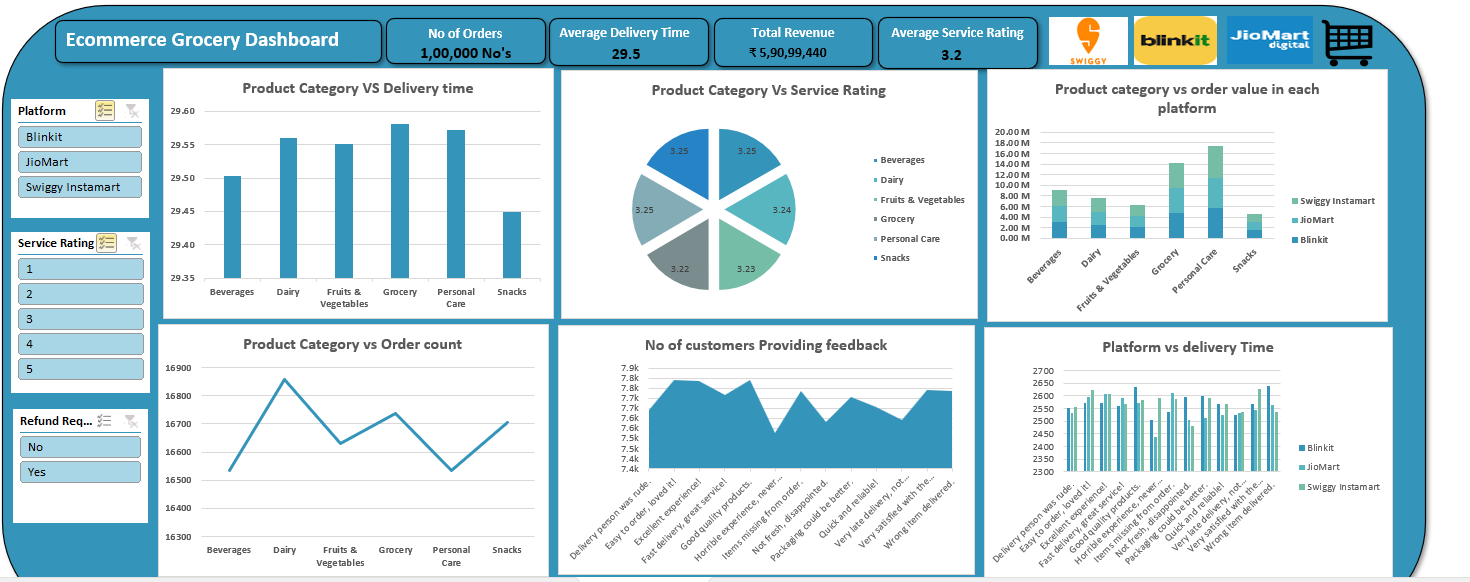 Ecommerce Grocery Dashboard
No of Orders
1,00,000 No's
Average Delivery Time
29.5
Total Revenue
₹ 5,90,99,440
Average Service Rating
3.2
SWIGGY
blinkit
JioMart
digital
Platform
Blinkit
JioMart
Swiggy Instamart
Service Rating
1
2
3
4
5
Refund Req...
No
Yes
Product Category VS Delivery time
29.60
29.55
29.50
29.45
29.40
29.35
Beverages
Dairy
Fruits &
Vegetables
Grocery
Personal
Care
Snacks
Product Category Vs Service Rating
3.25
3.25
3.25
3.24
3.22
3.23
Beverages
Dairy
Fruits & Vegetables
Grocery
Personal Care
Snacks
Product category vs order value in each
platform
20.00 M
18.00 M
16.00 M
14.00 M
12.00 M
10.00 M
8.00 M
6.00 M
4.00 M
2.00 M
0.00 M
Beverages
Dairy
Fruits & Vegetables
Grocery
Personal Care
Snacks
Swiggy Instamart
JioMart
Blinkit
Product Category vs Order count
16900
16800
16700
16600
16500
16400
16300
Beverages
Dairy
Fruits &
Vegetables
Grocery
Personal
Care
Snacks
No of customers Providing feedback
7.9k
7.8k
7.8k
7.7k
7.7k
7.6k
7.6k
7.5k
7.5k
7.4k
7.4k
Delivery person was rude.
Easy to order, loved it!
Excellent experience!
Fast delivery, great service!
Good quality products.
Horrible experience, never...
Items missing from order.
Not fresh, disappointed.
Packaging could be better.
Quick and reliable!
Very late delivery, not...
Very satisfied with the...
Wrong item delivered.
Platform vs delivery Time
2700
2650
2600
2550
2500
2450
2400
2350
2300
Delivery person was rude.
Easy to order, loved it!
Excellent experience!
Fast delivery, great service!
Good quality products.
Horrible experience, never...
Items missing from order.
Not fresh, disappointed.
Packaging could be better.
Quick and reliable!
Very late delivery, not...
Very satisfied with the...
Wrong item delivered.
Blinkit
JioMart
Swiggy Instamart